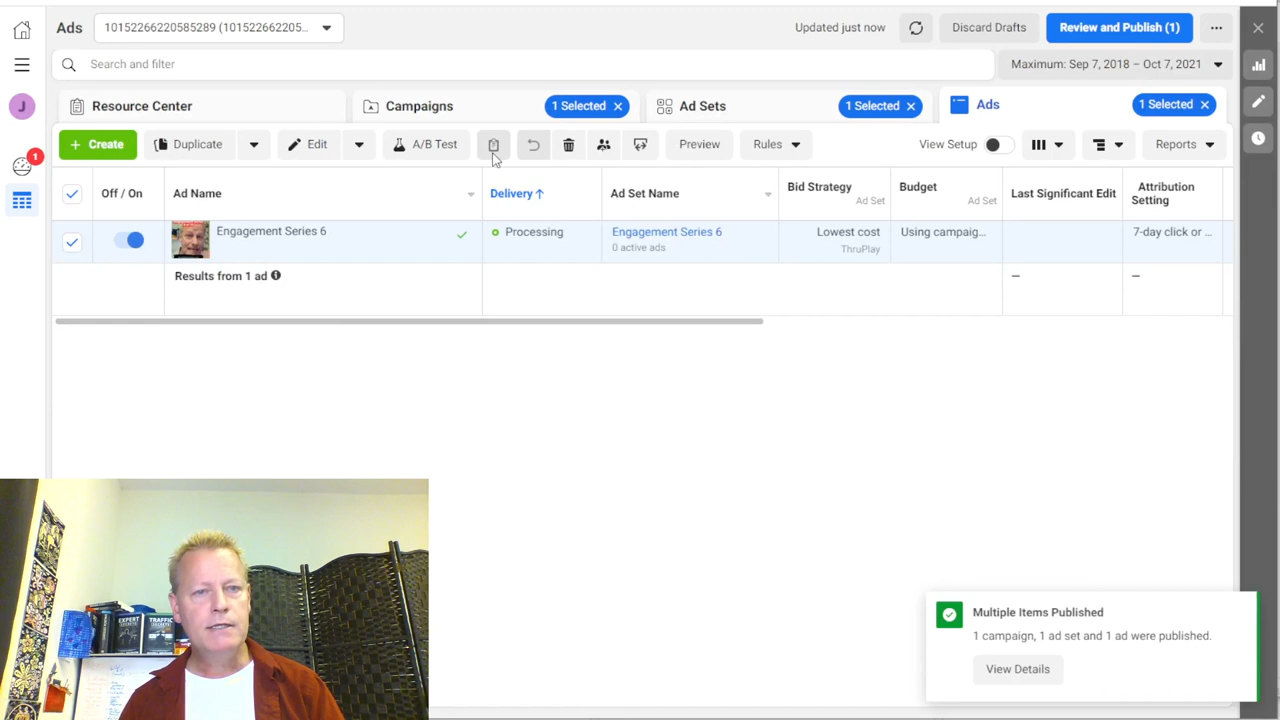 Ads
10152266220585289 (101522662205...
Updated just now
Discard Drafts
Review and Publish (1)
Search and filter
Maximum: Sep 7, 2018 – Oct 7, 2021
J
Resource Center
Campaigns
1 Selected
Ad Sets
1 Selected
Ads
1 Selected
1
+ Create
Duplicate
Edit
A/B Test
Preview
Rules
View Setup
Reports
Off / On
Ad Name
Delivery ↑
Ad Set Name
Bid Strategy
Ad Set
Budget
Ad Set
Last Significant Edit
Attribution
Setting
Engagement Series 6
Processing
Engagement Series 6
0 active ads
Lowest cost
ThruPlay
Using campaig...
7-day click or ...
Results from 1 ad
—
—
EXPERT
SECRETS
TRAFFIC
SECRETS
Multiple Items Published
1 campaign, 1 ad set and 1 ad were published.
View Details